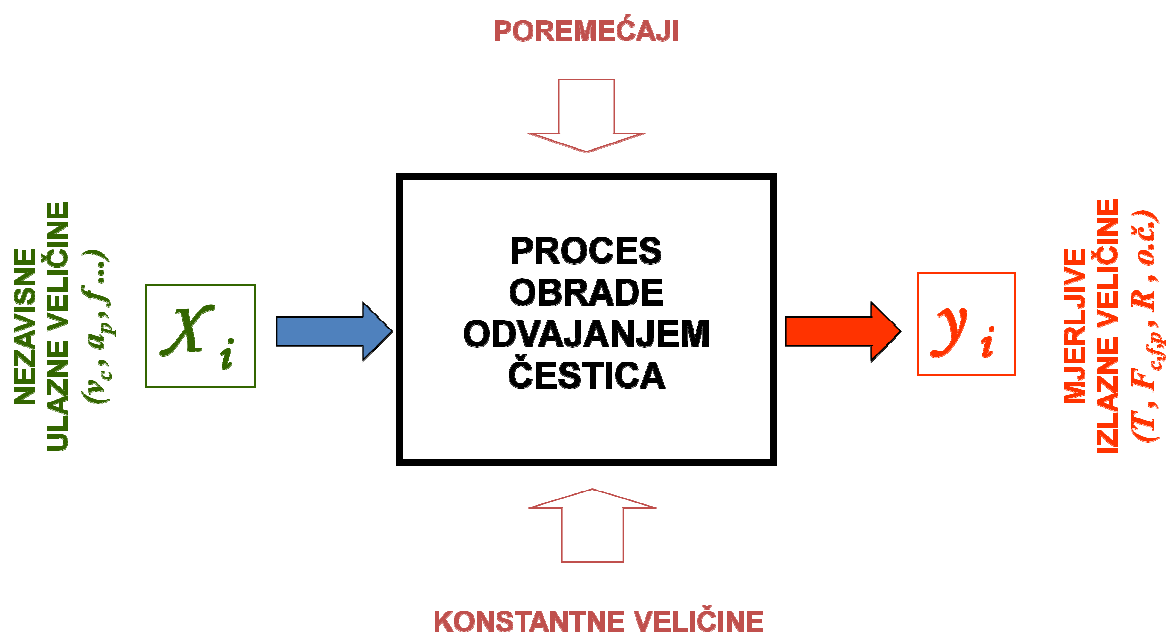 POREMEĆAJI
NEZAVISNE
ULAZNE VELIČINE
(v_c , a_p , f ...)
X_i
PROCES
OBRADE
ODVAJANJEM
ČESTICA
y_i
MJERLJIVE
IZLAZNE VELIČINE
(T , F_c,f,p , R , o.č.)
KONSTANTNE VELIČINE